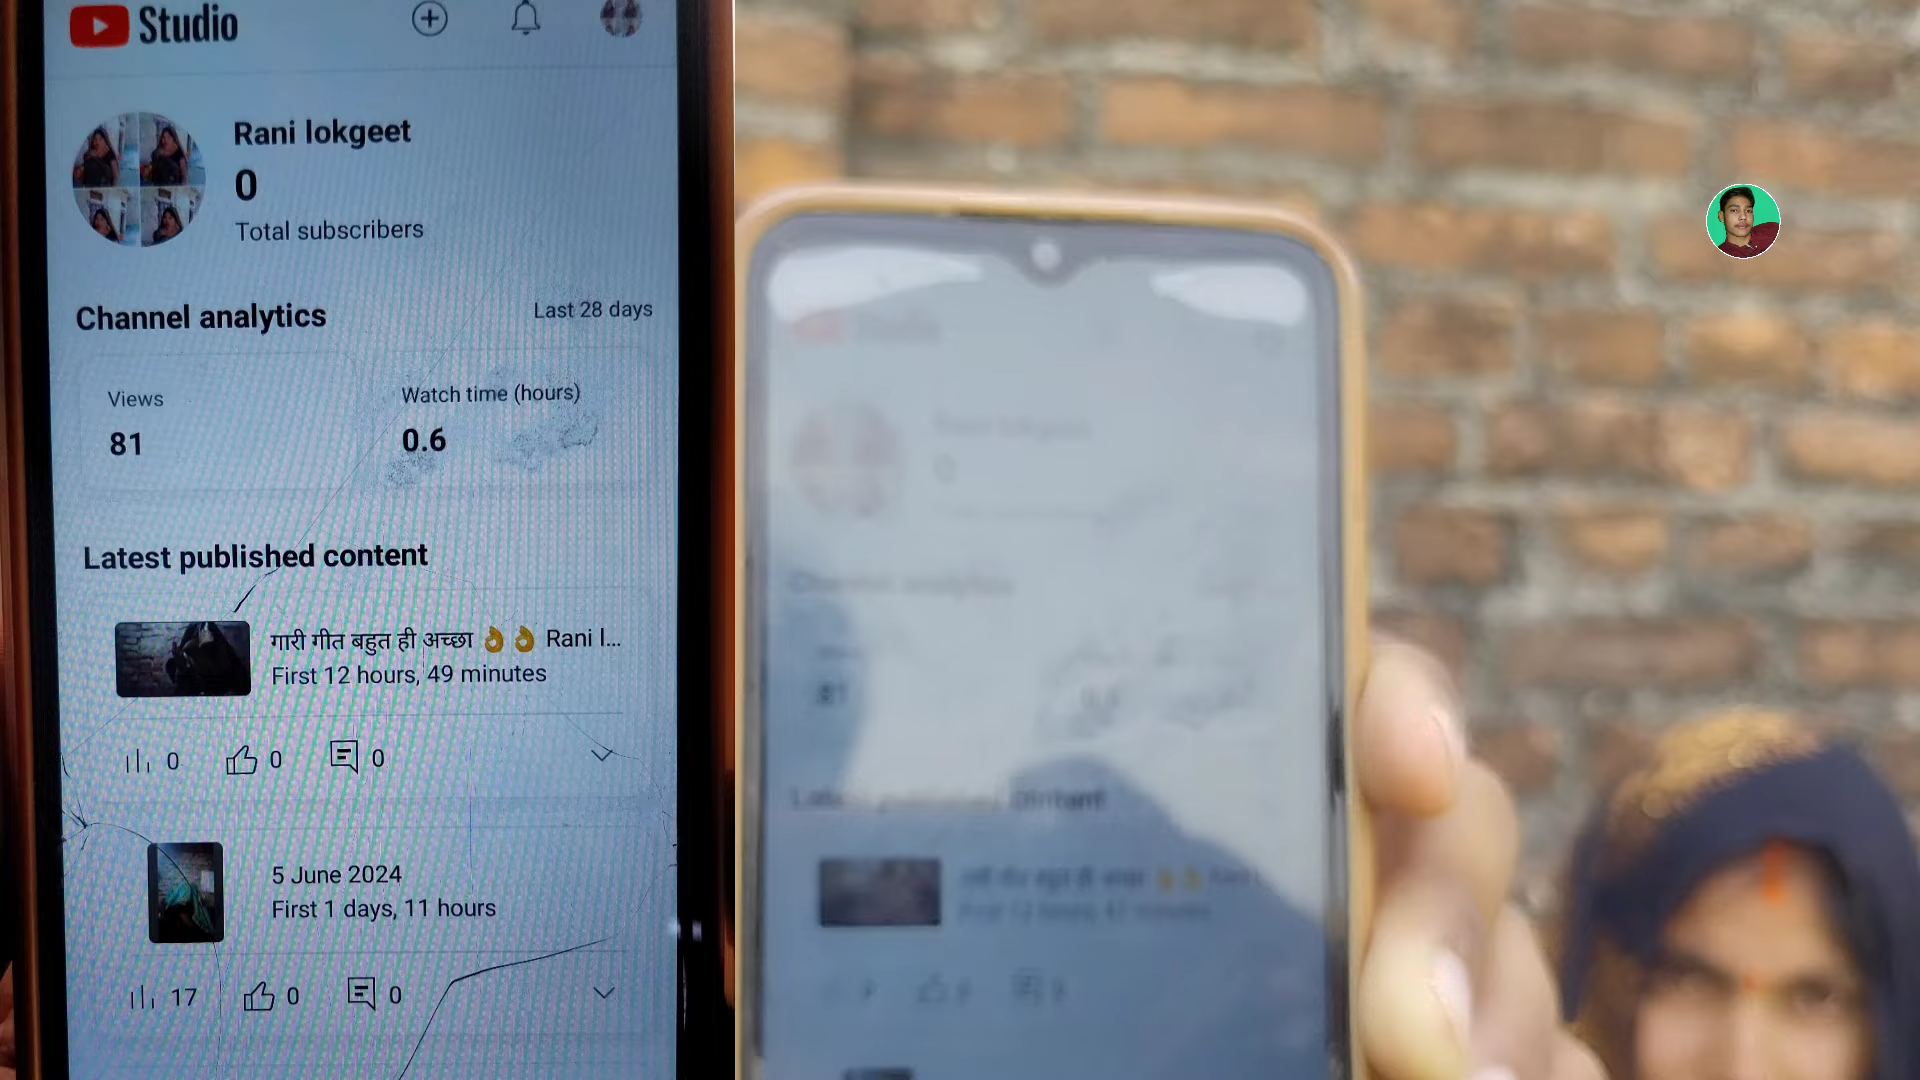 Studio
Rani lokgeet
0
Total subscribers
Channel analytics
Last 28 days
Views
Watch time (hours)
81
0.6
Latest published content
गारी गीत बहुत ही अच्छा 👌👌 Rani l...
First 12 hours, 49 minutes
0 0 0
5 June 2024
First 1 days, 11 hours
17 0 0
81